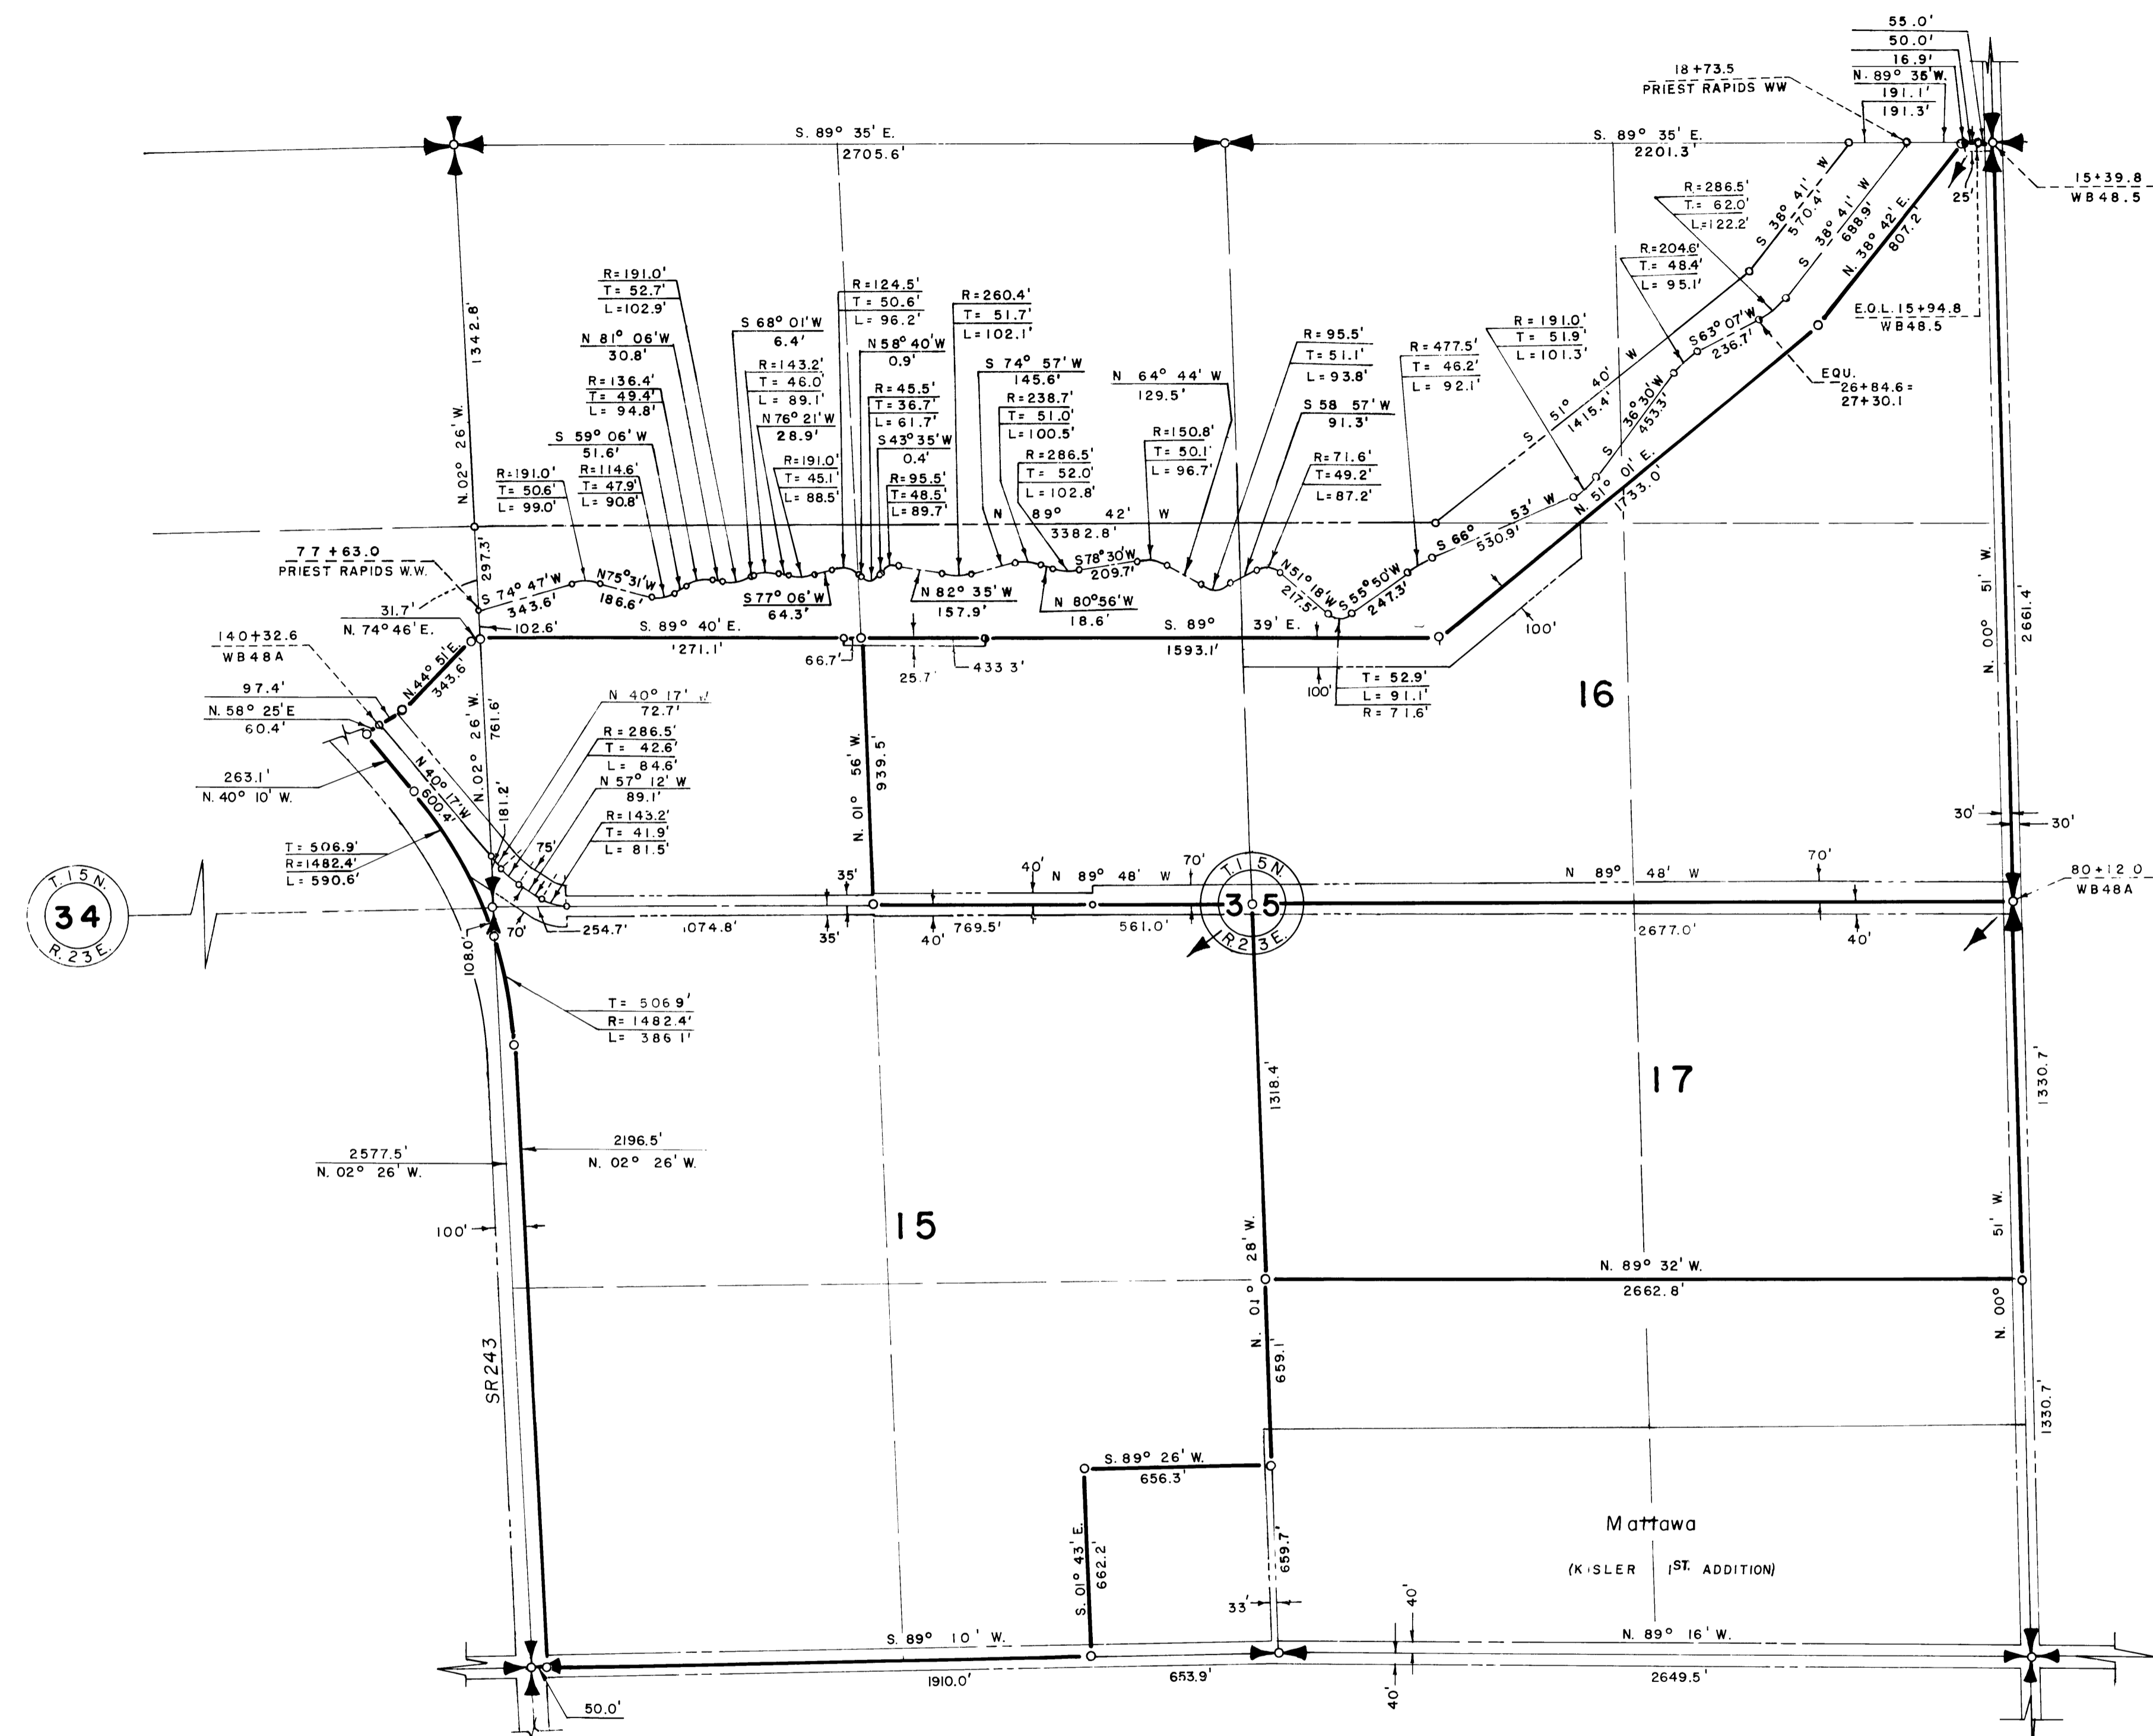 55.0'
50.0'
16.9'
N. 89° 35' W.
191.1'
191.3'
18+73.5
PRIEST RAPIDS WW
S. 89° 35' E.
2705.6'
S. 89° 35' E.
2201.3'
15+39.8
WB48.5
25'
E.O.L. 15+94.8
WB48.5
S 38° 41' W
570.4'
S 38° 41' W
688.9'
N. 38° 42' E.
807.2'
R=286.5'
T= 62.0'
L=122.2'
R=204.6'
T= 48.4'
L= 95.1'
S63° 07' W
236.7'
EQU.
26+84.6=
27+30.1
R= 191.0'
T= 51.9'
L=101.3'
S 36° 30' W
453.3'
S 51° 40' W
1415.4'
N. 51° 01' E.
1733.0'
R=477.5'
T= 46.2'
L= 92.1'
S 66° 53' W
530.9'
1342.8'
N. 02° 26' W.
R=191.0'
T= 52.7'
L=102.9'
N 81° 06' W
30.8'
R=136.4'
T= 49.4'
L= 94.8'
S 59° 06' W
51.6'
R=191.0'
T= 50.6'
L= 99.0'
R=114.6'
T= 47.9'
L= 90.8'
S 68° 01' W
6.4'
R=143.2'
T= 46.0'
L= 89.1'
N 76° 21' W
28.9'
R=191.0'
T= 45.1'
L= 88.5'
R=124.5'
T= 50.6'
L= 96.2'
N 58° 40' W
0.9'
R=45.5'
T=36.7'
L=61.7'
S 43° 35' W
0.4'
R=95.5'
T=48.5'
L=89.7'
R=260.4'
T= 51.7'
L=102.1'
S 74° 57' W
145.6'
R=238.7'
T= 51.0'
L=100.5'
R=286.5'
T= 52.0'
L=102.8'
N 64° 44' W
129.5'
R=150.8'
T= 50.1'
L= 96.7'
R= 95.5'
T= 51.1'
L= 93.8'
S 58° 57' W
91.3'
R=71.6'
T=49.2'
L=87.2'
N 89° 42' W
3382.8'
77+63.0
PRIEST RAPIDS W.W.
297.3'
S 74° 47' W
343.6'
N75° 31' W
186.6'
S 77° 06' W
64.3'
N 82° 35' W
157.9'
S78° 30' W
209.7'
N 80° 56' W
18.6'
N 51° 18' W
217.5'
S 55° 50' W
247.3'
31.7'
N. 74° 46' E.
102.6'
S. 89° 40' E.
1271.1'
66.7'
25.7'
433.3'
S. 89° 39' E.
1593.1'
100'
100'
T= 52.9'
L= 91.1'
R= 71.6'
16
140+32.6
WB48A
N. 44° 51' E.
343.6'
97.4'
N. 58° 25' E
60.4'
263.1'
N. 40° 10' W.
N 40° 17' W
600.4'
N. 02° 26' W.
761.6'
181.2'
N 40° 17' W
72.7'
R= 286.5'
T= 42.6'
L= 84.6'
N 57° 12' W
89.1'
R=143.2'
T= 41.9'
L= 81.5'
75'
N. 01° 56' W.
939.5'
T= 506.9'
R=1482.4'
L= 590.6'
T. 15 N.
34
R. 23 E.
108.0'
70'
254.7'
1074.8'
35'
35'
40'
40'
N 89° 48' W
70'
769.5'
561.0'
T. 15 N.
35
R. 23 E.
N 89° 48' W
70'
2677.0'
40'
30'
30'
80+12.0
WB48A
N. 00° 51' W.
2661.4'
T= 506.9'
R= 1482.4'
L= 386.1'
2577.5'
N. 02° 26' W.
2196.5'
N. 02° 26' W.
100'
15
17
1318.4'
N. 01° 28' W.
N. 89° 32' W.
2662.8'
N. 00° 51' W.
1330.7'
1330.7'
SR243
659.1'
S. 89° 26' W.
656.3'
S. 01° 43' E.
662.2'
659.7'
33'
Mattawa
(KISLER 1ST. ADDITION)
S. 89° 10' W.
1910.0'
653.9'
50.0'
40'
40'
N. 89° 16' W.
2649.5'